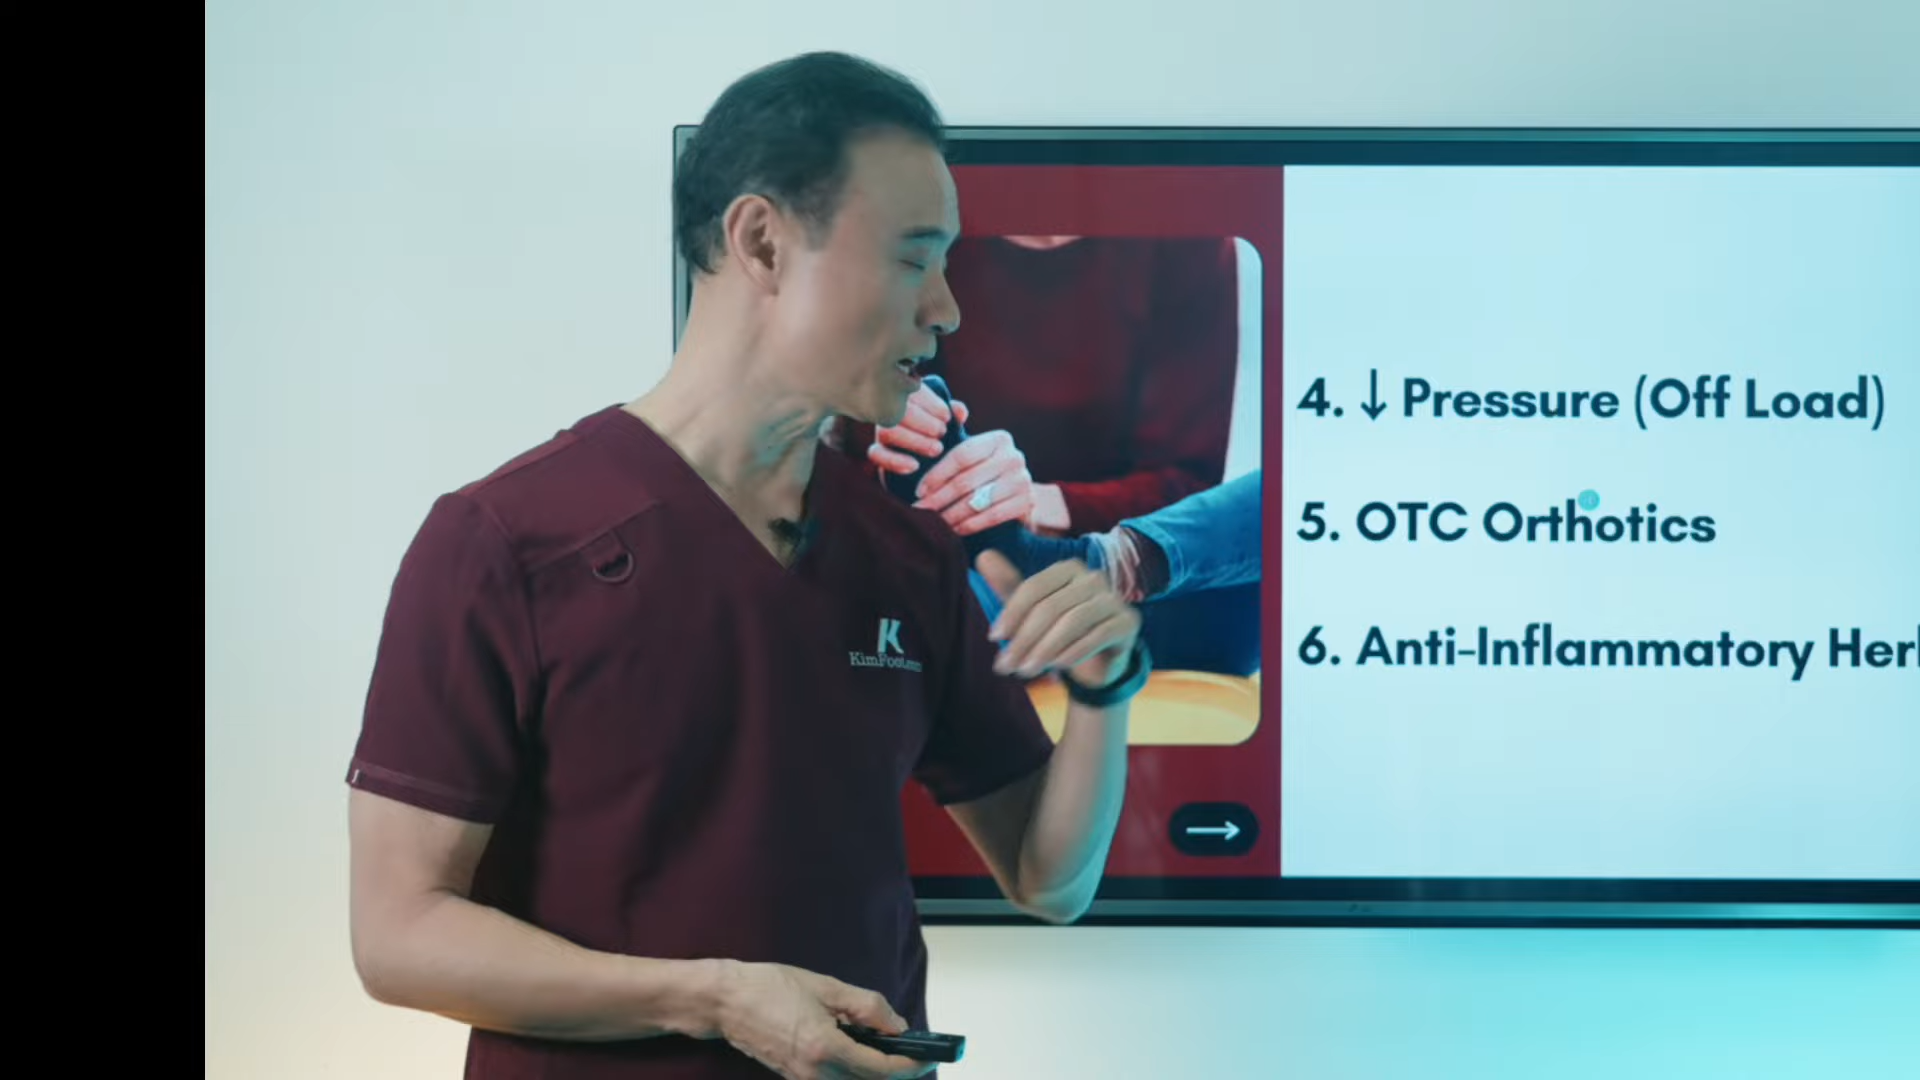 4. ↓ Pressure (Off Load)
5. OTC Orthotics
6. Anti-Inflammatory Her
K